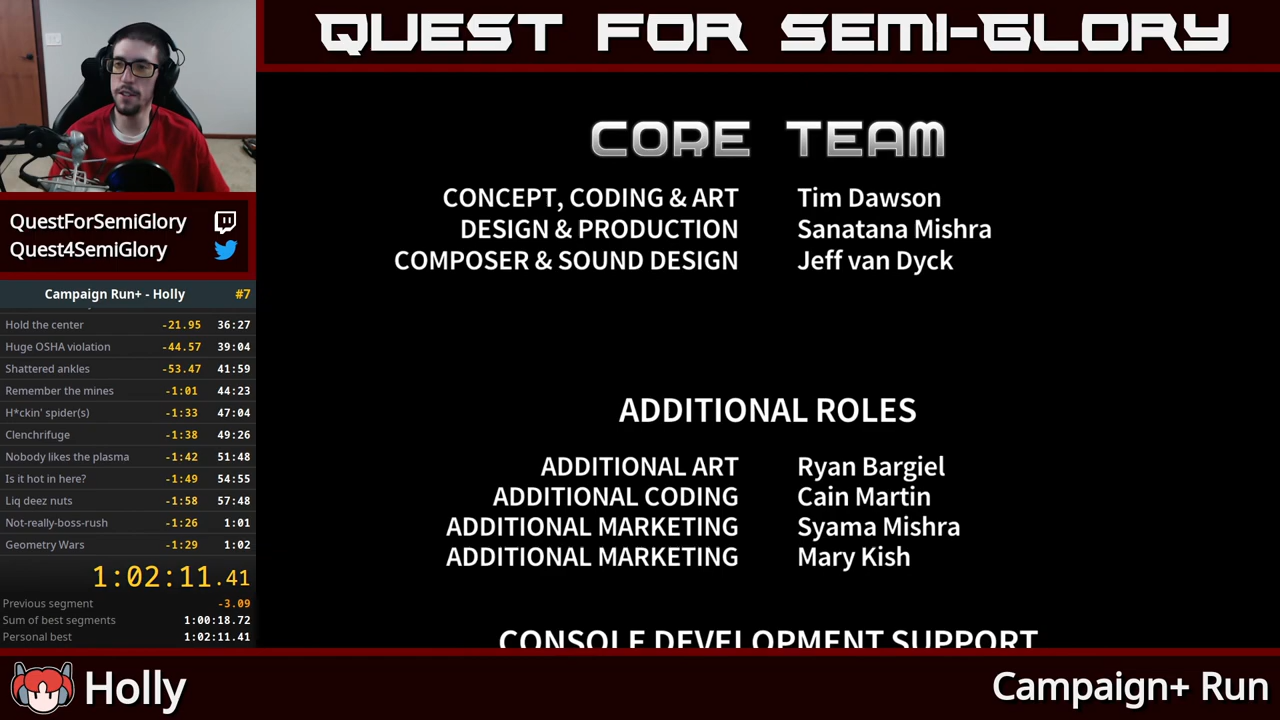 QUEST FOR SEMI-GLORY
QuestForSemiGlory
Quest4SemiGlory
Campaign Run+ - Holly #7
Hold the center -21.95 36:27
Huge OSHA violation -44.57 39:04
Shattered ankles -53.47 41:59
Remember the mines -1:01 44:23
H*ckin' spider(s) -1:33 47:04
Clenchrifuge -1:38 49:26
Nobody likes the plasma -1:42 51:48
Is it hot in here? -1:49 54:55
Liq deez nuts -1:58 57:48
Not-really-boss-rush -1:26 1:01
Geometry Wars -1:29 1:02
1:02:11.41
Previous segment -3.09
Sum of best segments 1:00:18.72
Personal best 1:02:11.41
CORE TEAM
CONCEPT, CODING & ART Tim Dawson
DESIGN & PRODUCTION Sanatana Mishra
COMPOSER & SOUND DESIGN Jeff van Dyck
ADDITIONAL ROLES
ADDITIONAL ART Ryan Bargiel
ADDITIONAL CODING Cain Martin
ADDITIONAL MARKETING Syama Mishra
ADDITIONAL MARKETING Mary Kish
CONSOLE DEVELOPMENT SUPPORT
Holly
Campaign+ Run